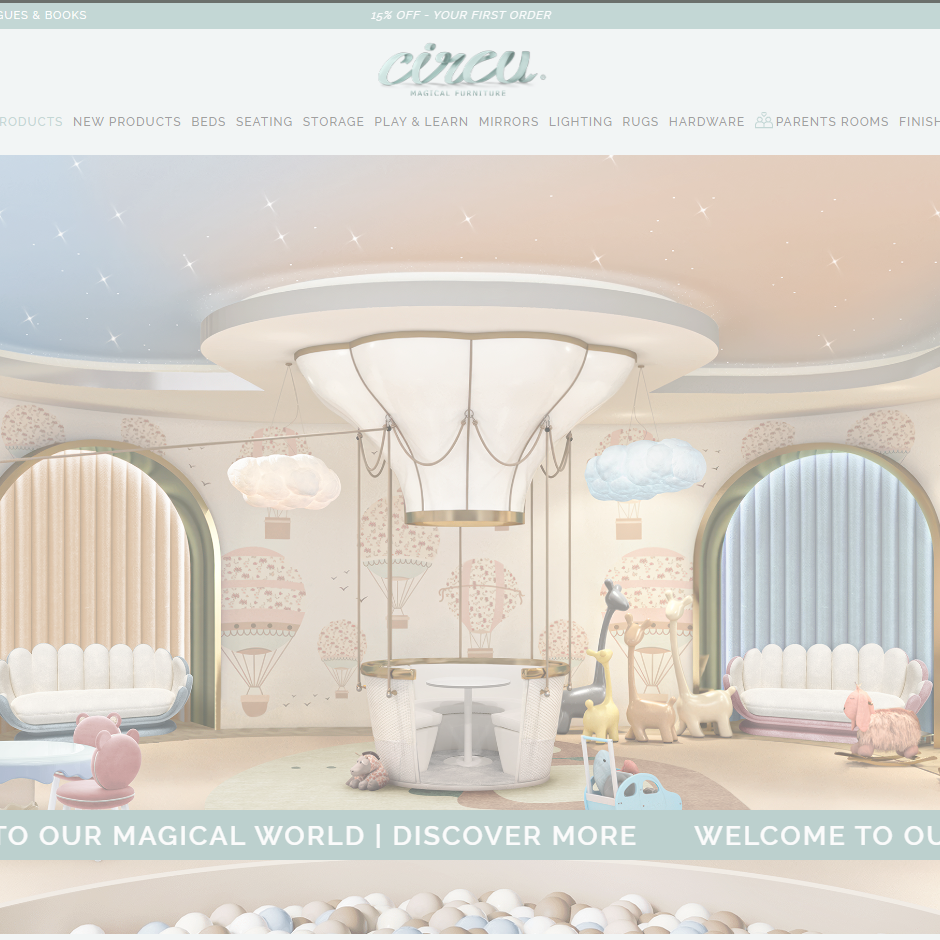 GUES & BOOKS
15% OFF - YOUR FIRST ORDER
circu
MAGICAL FURNITURE
RODUCTS NEW PRODUCTS BEDS SEATING STORAGE PLAY & LEARN MIRRORS LIGHTING RUGS HARDWARE PARENTS ROOMS FINISH
TO OUR MAGICAL WORLD | DISCOVER MORE WELCOME TO OU